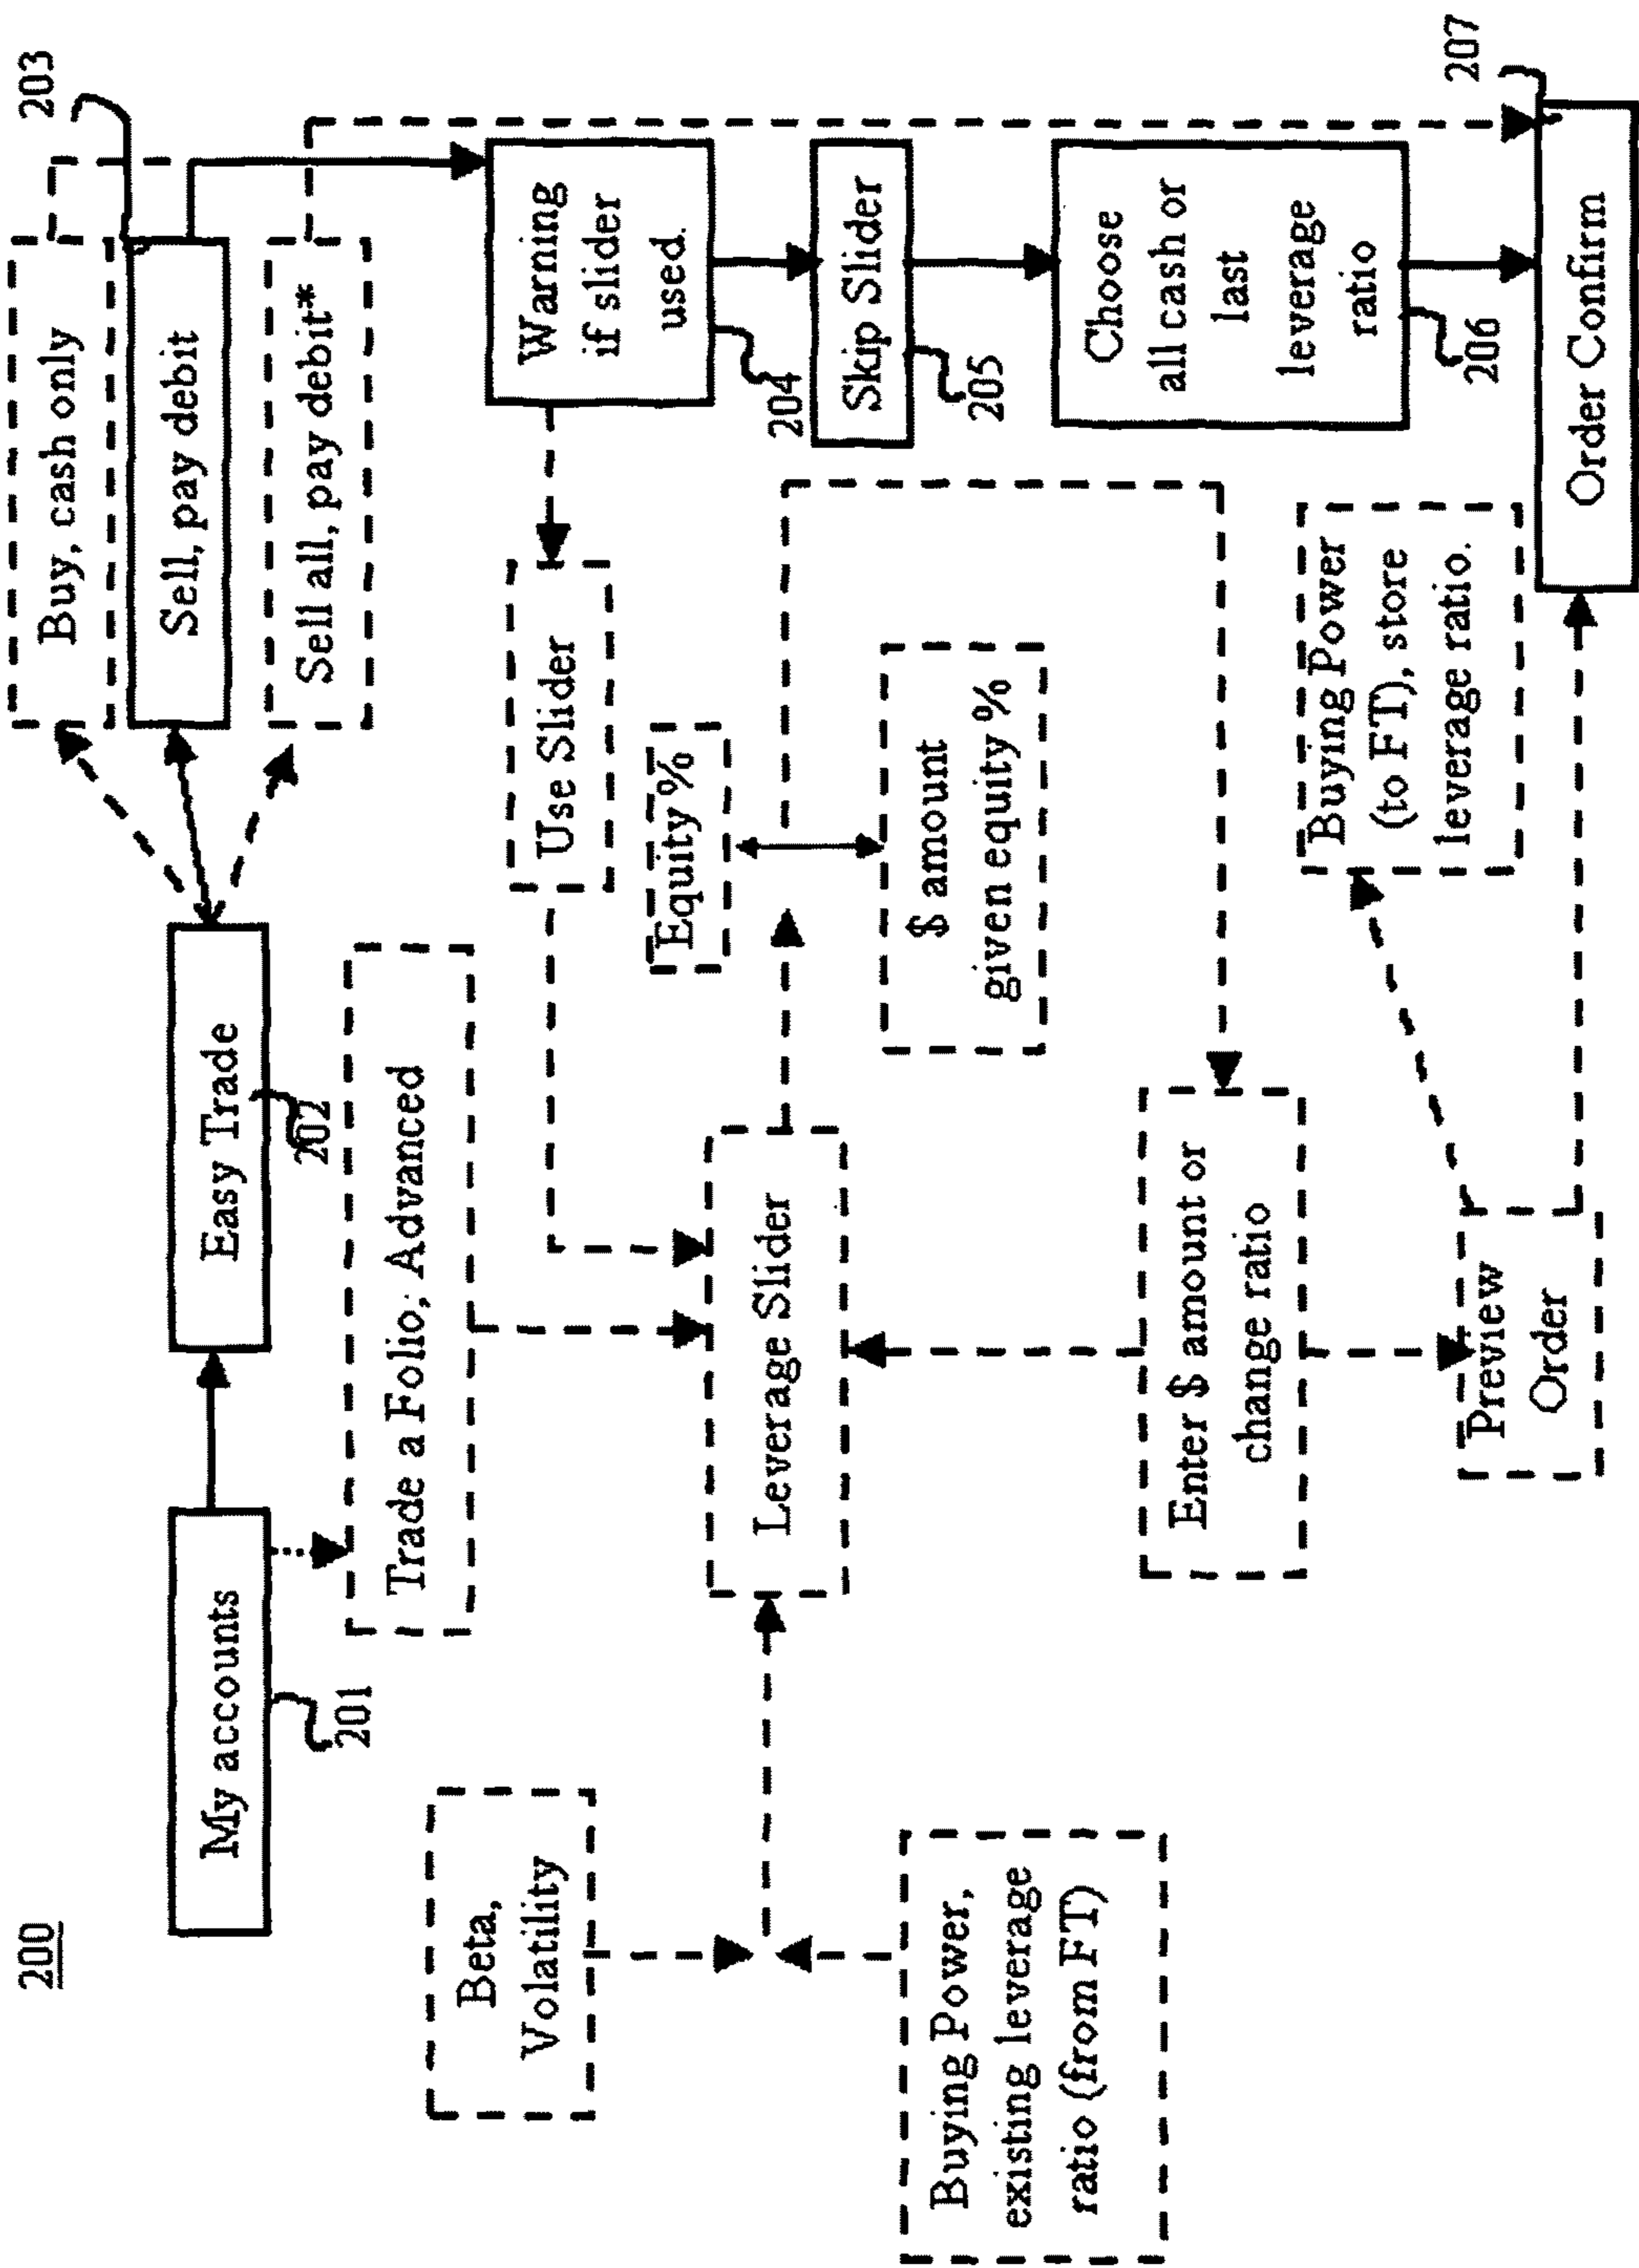 200
My accounts
201
Easy Trade
202
Buy, cash only
203
Sell, pay debit
Sell all, pay debit*
Trade a Folio, Advanced
Beta,
Volatility
Use Slider
Warning
if slider
used.
204
Equity %
Leverage Slider
Skip Slider
205
$ amount
given equity %
Buying Power,
existing leverage
ratio (from FT)
Enter $ amount or
change ratio
Choose
all cash or
last
leverage
ratio
206
Buying Power
(to FT), store
leverage ratio.
Preview
Order
Order Confirm
207